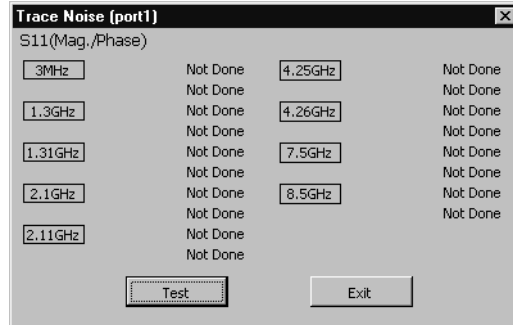 Trace Noise (port1)
S11(Mag./Phase)
3MHz Not Done 4.25GHz Not Done
Not Done Not Done
1.3GHz Not Done 4.26GHz Not Done
Not Done Not Done
1.31GHz Not Done 7.5GHz Not Done
Not Done Not Done
2.1GHz Not Done 8.5GHz Not Done
Not Done Not Done
2.11GHz Not Done
Not Done
Test Exit